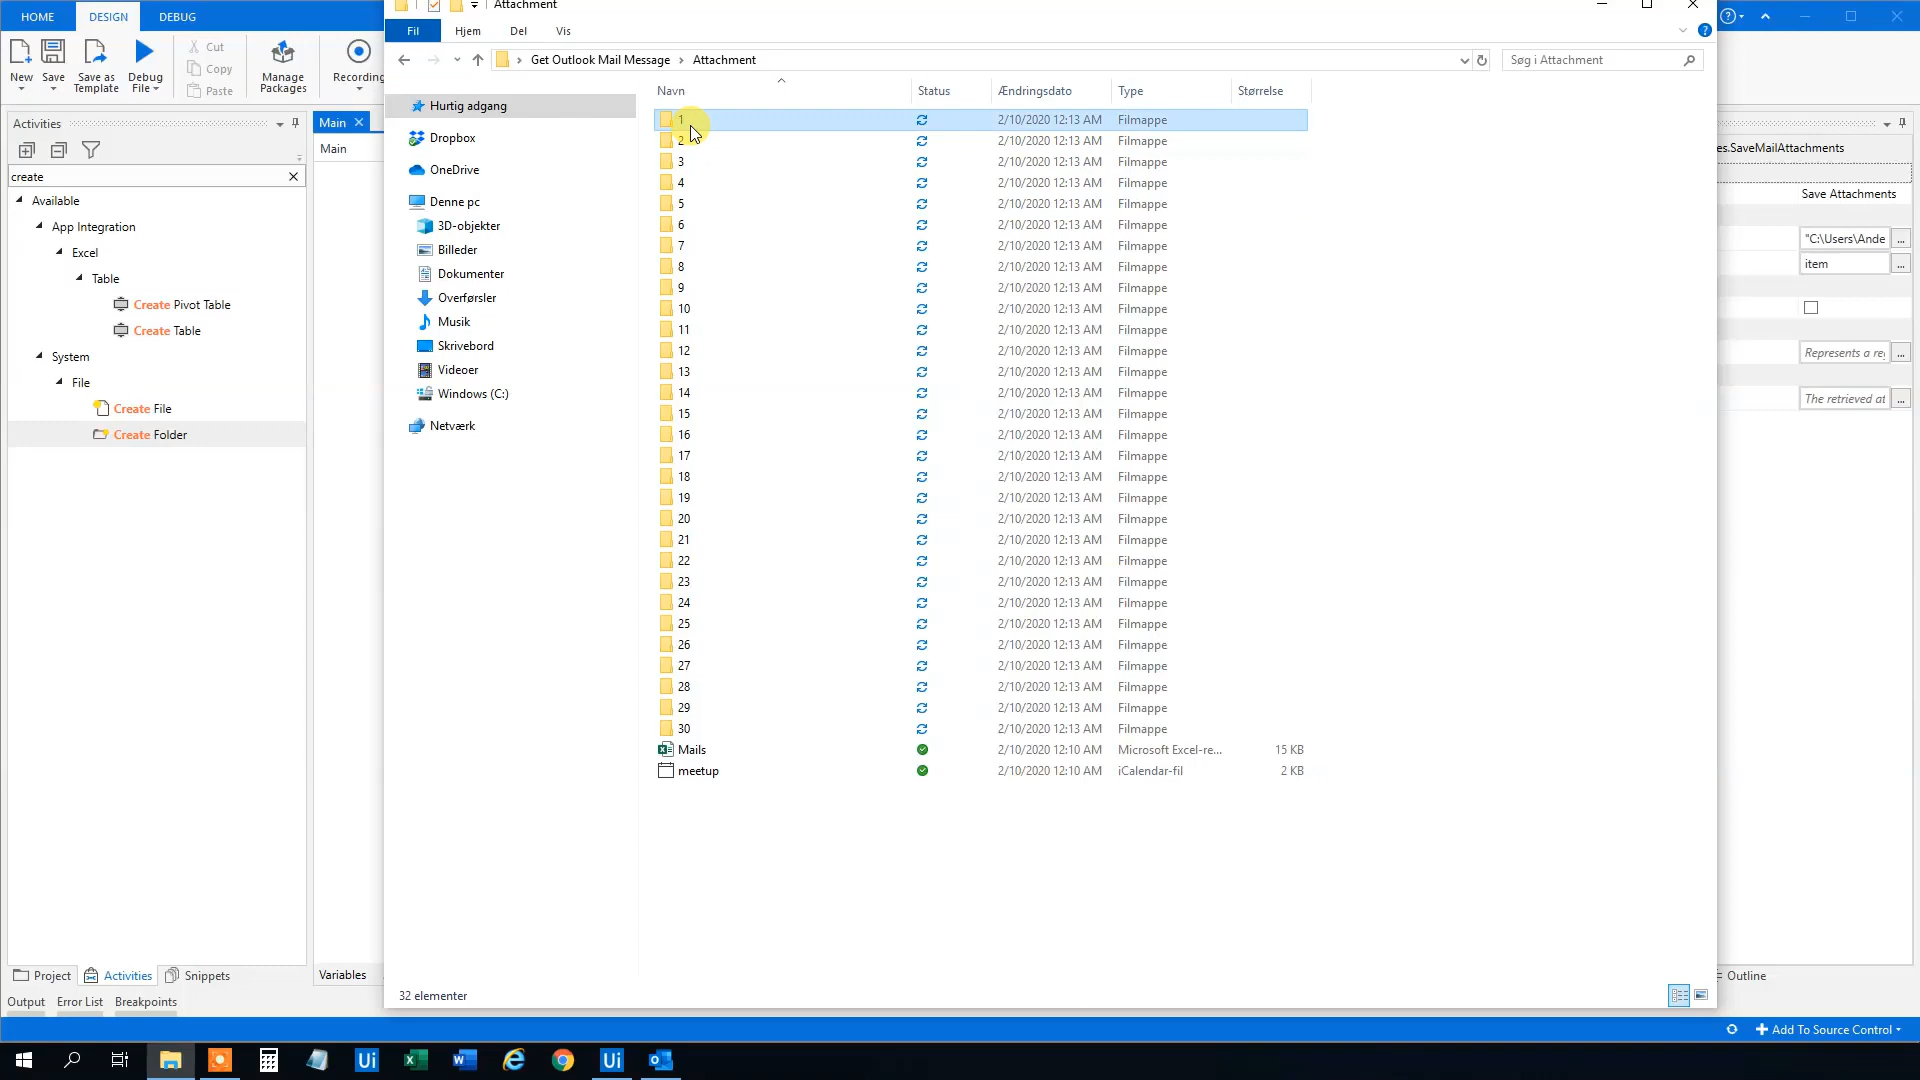 HOME DESIGN DEBUG
New Save Save as Template Debug File Cut Copy Paste Manage Packages Recording
Attachment
Fil Hjem Del Vis
Get Outlook Mail Message > Attachment
Søg i Attachment
Activities
create
Available
App Integration
Excel
Table
Create Pivot Table
Create Table
System
File
Create File
Create Folder
Project Activities Snippets
Output Error List Breakpoints
Main
Main
Variables
Hurtig adgang
Dropbox
OneDrive
Denne pc
3D-objekter
Billeder
Dokumenter
Overførsler
Musik
Skrivebord
Videoer
Windows (C:)
Netværk
Navn Status Ændringsdato Type Størrelse
1 2/10/2020 12:13 AM Filmappe
2 2/10/2020 12:13 AM Filmappe
3 2/10/2020 12:13 AM Filmappe
4 2/10/2020 12:13 AM Filmappe
5 2/10/2020 12:13 AM Filmappe
6 2/10/2020 12:13 AM Filmappe
7 2/10/2020 12:13 AM Filmappe
8 2/10/2020 12:13 AM Filmappe
9 2/10/2020 12:13 AM Filmappe
10 2/10/2020 12:13 AM Filmappe
11 2/10/2020 12:13 AM Filmappe
12 2/10/2020 12:13 AM Filmappe
13 2/10/2020 12:13 AM Filmappe
14 2/10/2020 12:13 AM Filmappe
15 2/10/2020 12:13 AM Filmappe
16 2/10/2020 12:13 AM Filmappe
17 2/10/2020 12:13 AM Filmappe
18 2/10/2020 12:13 AM Filmappe
19 2/10/2020 12:13 AM Filmappe
20 2/10/2020 12:13 AM Filmappe
21 2/10/2020 12:13 AM Filmappe
22 2/10/2020 12:13 AM Filmappe
23 2/10/2020 12:13 AM Filmappe
24 2/10/2020 12:13 AM Filmappe
25 2/10/2020 12:13 AM Filmappe
26 2/10/2020 12:13 AM Filmappe
27 2/10/2020 12:13 AM Filmappe
28 2/10/2020 12:13 AM Filmappe
29 2/10/2020 12:13 AM Filmappe
30 2/10/2020 12:13 AM Filmappe
Mails 2/10/2020 12:10 AM Microsoft Excel-re... 15 KB
meetup 2/10/2020 12:10 AM iCalendar-fil 2 KB
32 elementer
es.SaveMailAttachments
Save Attachments
"C:\Users\Ande ...
item ...
Represents a re ...
The retrieved at ...
Outline
Add To Source Control
Ui Ui